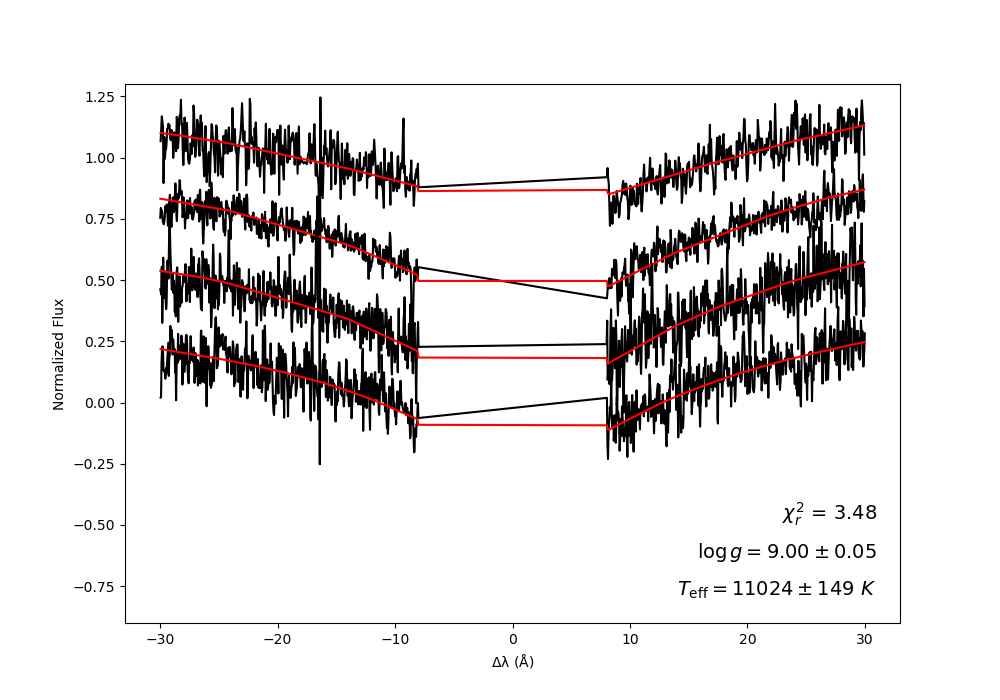 1.25
1.00
0.75
0.50
0.25
0.00
−0.25
−0.50
−0.75
Normalized Flux
χ²ᵣ = 3.48
log g = 9.00 ± 0.05
T_eff = 11024 ± 149 K
−30 −20 −10 0 10 20 30
Δλ (Å)